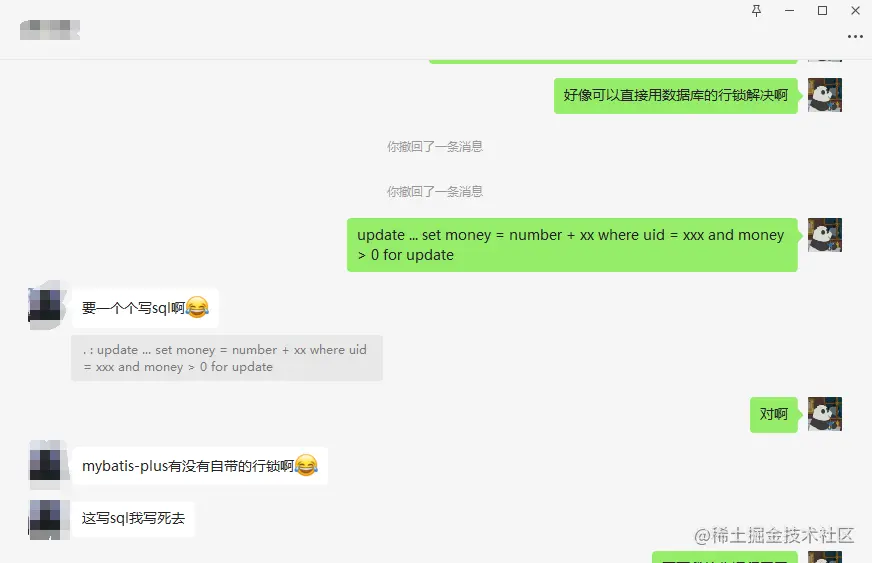 好像可以直接用数据库的行锁解决啊
你撤回了一条消息
你撤回了一条消息
update ... set money = number + xx where uid = xxx and money
> 0 for update
要一个个写sql啊😂
. : update ... set money = number + xx where uid
= xxx and money > 0 for update
对啊
mybatis-plus有没有自带的行锁啊😂
这写sql我写死去
@稀土掘金技术社区